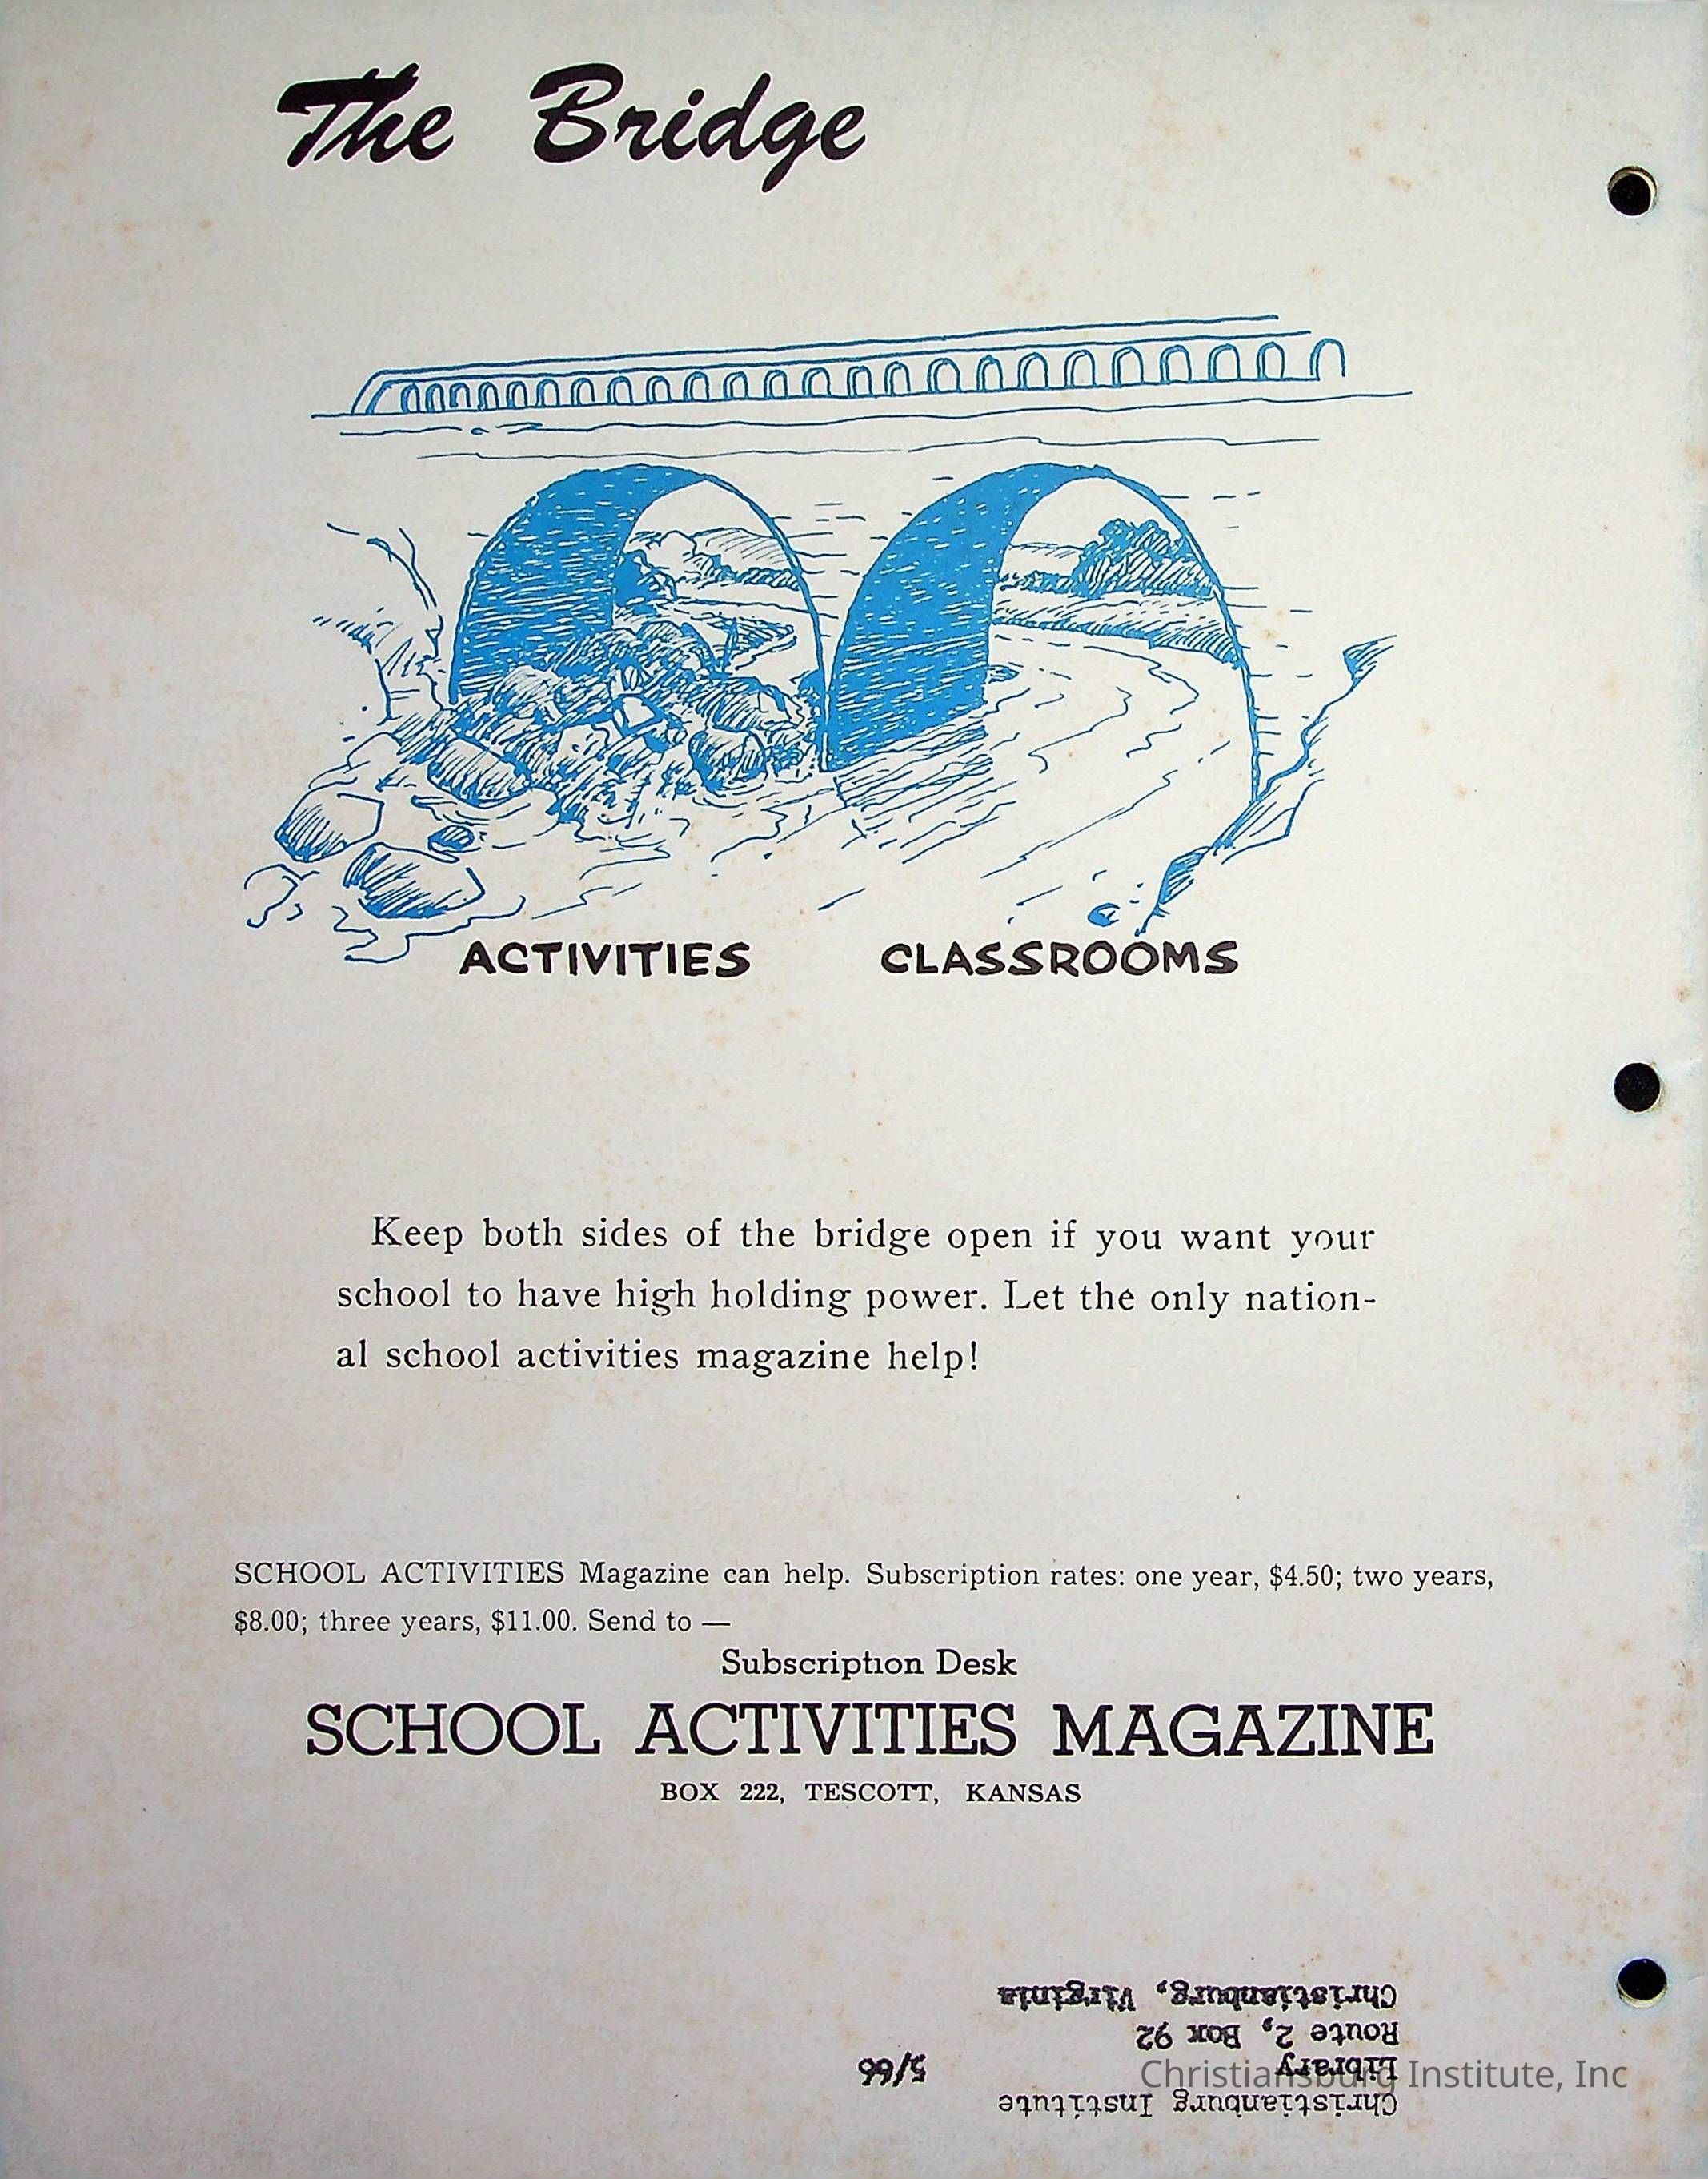 The Bridge
ACTIVITIES CLASSROOMS
Keep both sides of the bridge open if you want your
school to have high holding power. Let the only nation-
al school activities magazine help!
SCHOOL ACTIVITIES Magazine can help. Subscription rates: one year, $4.50; two years,
$8.00; three years, $11.00. Send to —
Subscription Desk
SCHOOL ACTIVITIES MAGAZINE
BOX 222, TESCOTT, KANSAS
Christianburg Institute
Library 5/66
Route 2, Box 92
Christianburg, Virginia
Christiansburg Institute, Inc